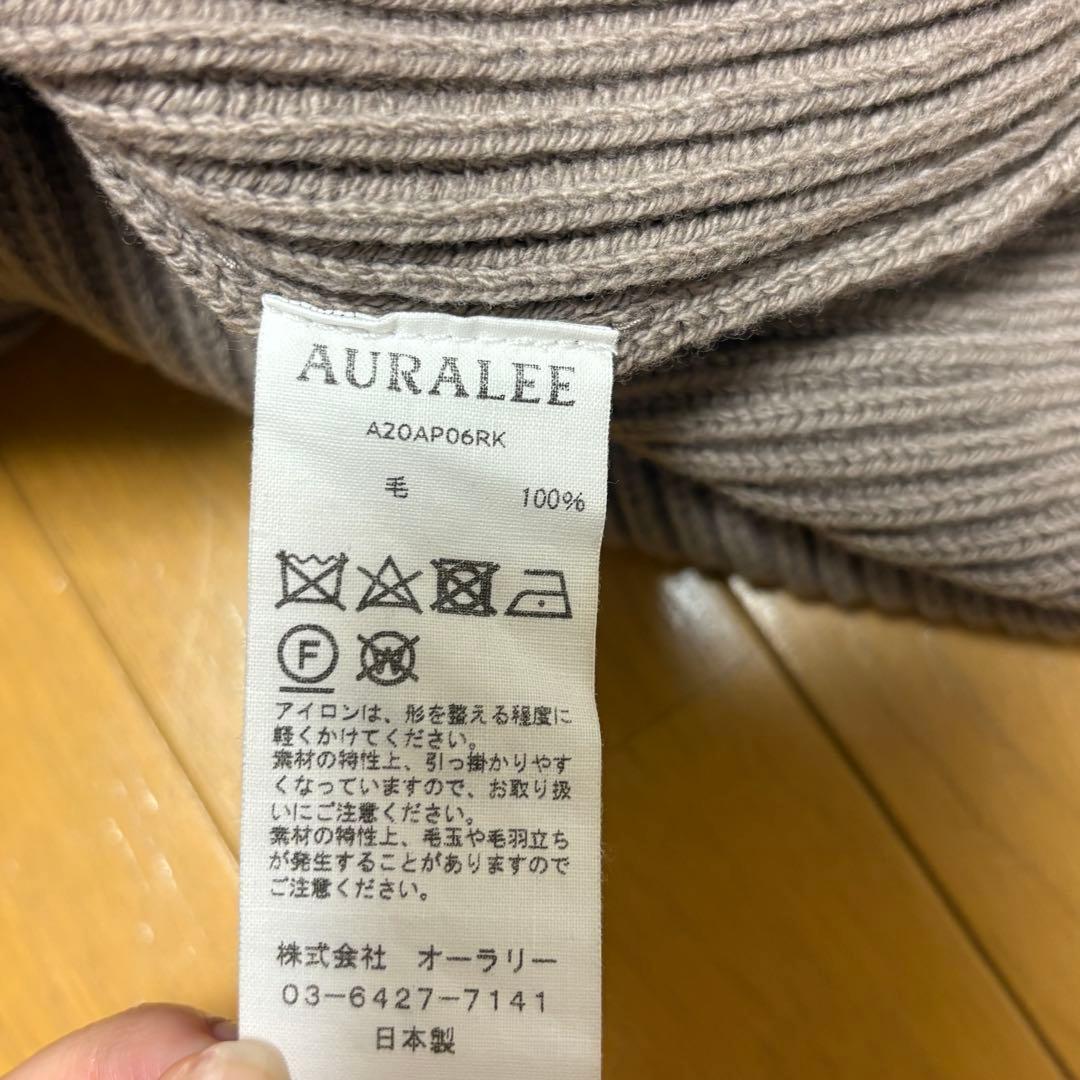 AURALEE
A20AP06RK
毛 100%
F
W
アイロンは、形を整える程度に
軽くかけてください。
素材の特性上、引っ掛かりやす
くなっていますので、お取り扱
いにご注意ください。
素材の特性上、毛玉や毛羽立ち
が発生することがありますので
ご注意ください。
株式会社 オーラリー
03-6427-7141
日本製